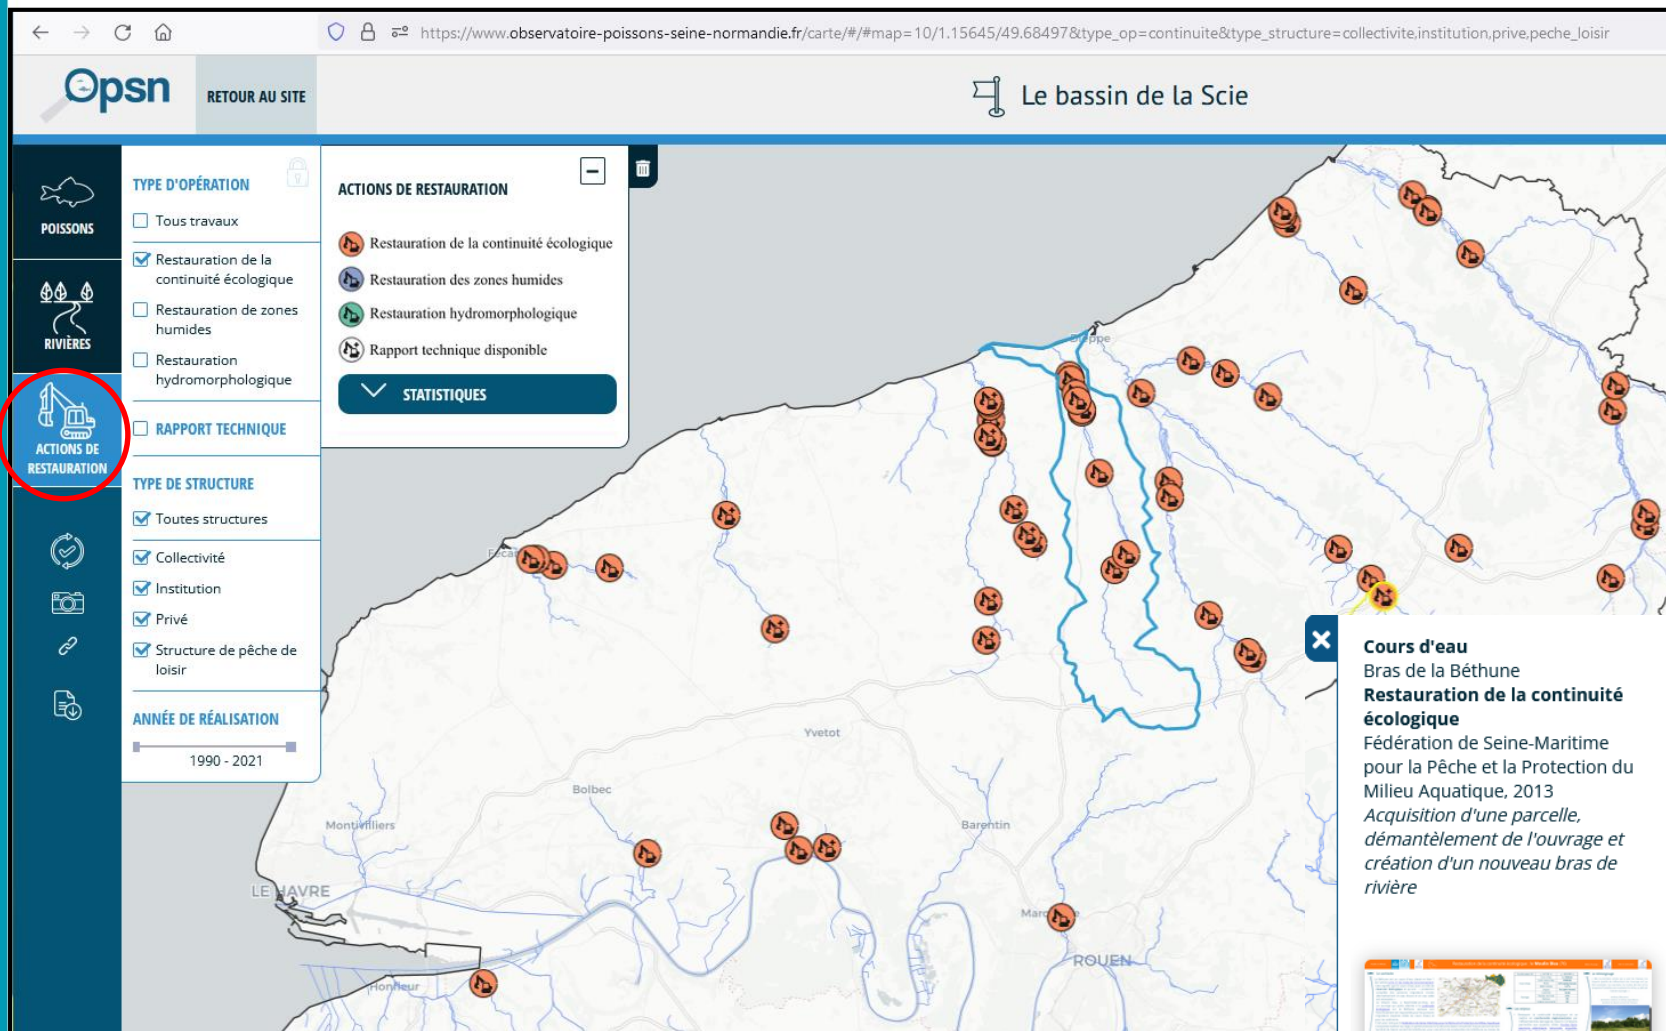 https://www.observatoire-poissons-seine-normandie.fr/carte/#/#map=10/1.15645/49.68497&type_op=continuite&type_structure=collectivite,institution,prive,peche_loisir
Opsn
RETOUR AU SITE
Le bassin de la Scie
POISSONS
RIVIÈRES
ACTIONS DE
RESTAURATION
TYPE D'OPÉRATION
Tous travaux
Restauration de la
continuité écologique
Restauration de zones
humides
Restauration
hydromorphologique
RAPPORT TECHNIQUE
TYPE DE STRUCTURE
Toutes structures
Collectivité
Institution
Privé
Structure de pêche de
loisir
ANNÉE DE RÉALISATION
1990 - 2021
ACTIONS DE RESTAURATION
Restauration de la continuité écologique
Restauration des zones humides
Restauration hydromorphologique
Rapport technique disponible
STATISTIQUES
Dieppe
Yvetot
Bolbec
Montivilliers
Barentin
LE HAVRE
ROUEN
Honfleur
Cours d'eau
Bras de la Béthune
Restauration de la continuité
écologique
Fédération de Seine-Maritime
pour la Pêche et la Protection du
Milieu Aquatique, 2013
Acquisition d'une parcelle,
démantèlement de l'ouvrage et
création d'un nouveau bras de
rivière